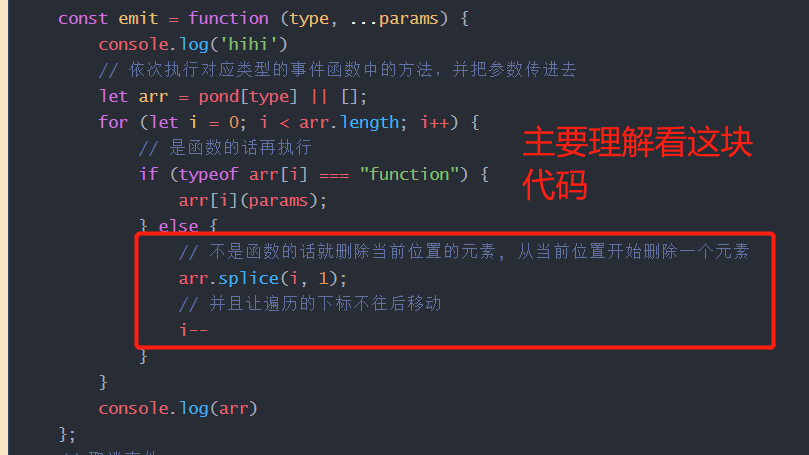 const emit = function (type, ...params) {
console.log('hihi')
// 依次执行对应类型的事件函数中的方法，并把参数传进去
let arr = pond[type] || [];
for (let i = 0; i < arr.length; i++) {
// 是函数的话再执行
if (typeof arr[i] === "function") {
arr[i](params);
} else {
// 不是函数的话就删除当前位置的元素, 从当前位置开始删除一个元素
arr.splice(i, 1);
// 并且让遍历的下标不往后移动
i--
}
}
console.log(arr)
};
主要理解看这块
代码